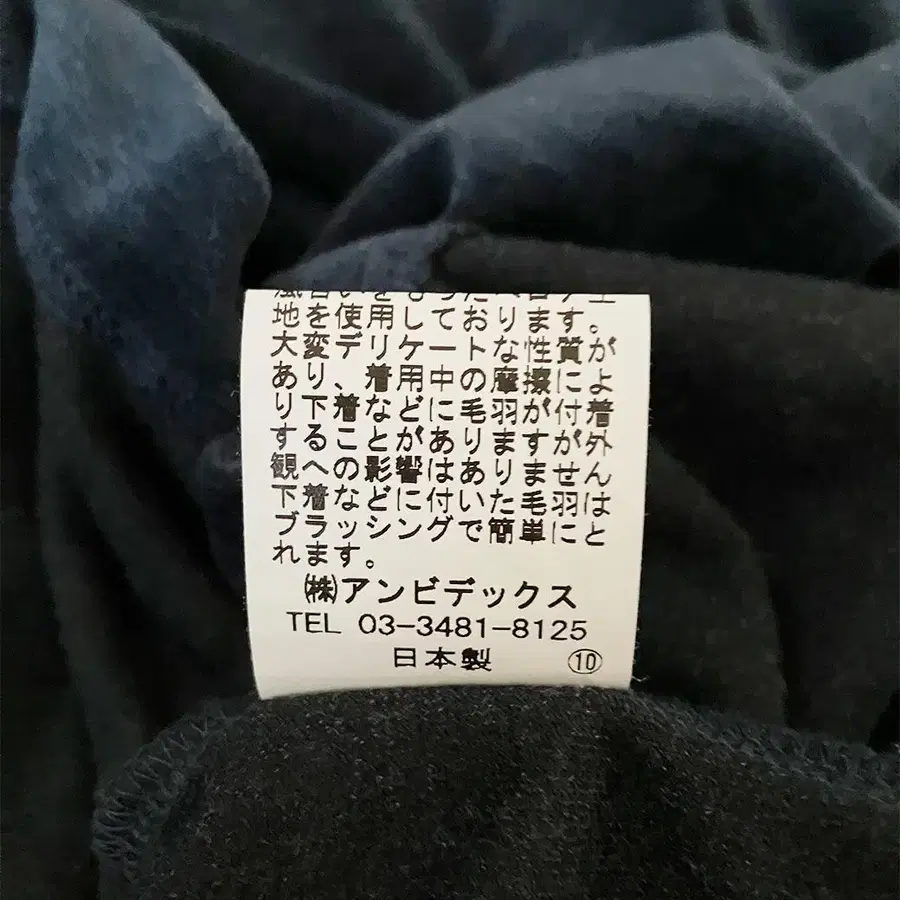 地を使用しております。
大変デリケートな性質が
あり、着用中の摩擦によ
り下着などに毛羽が付着
することがありますが外
観への影響はありません
下着などに付いた毛羽は
ブラッシングで簡単にと
れます。
㈱アンビデックス
TEL 03-3481-8125
日本製 ⑩